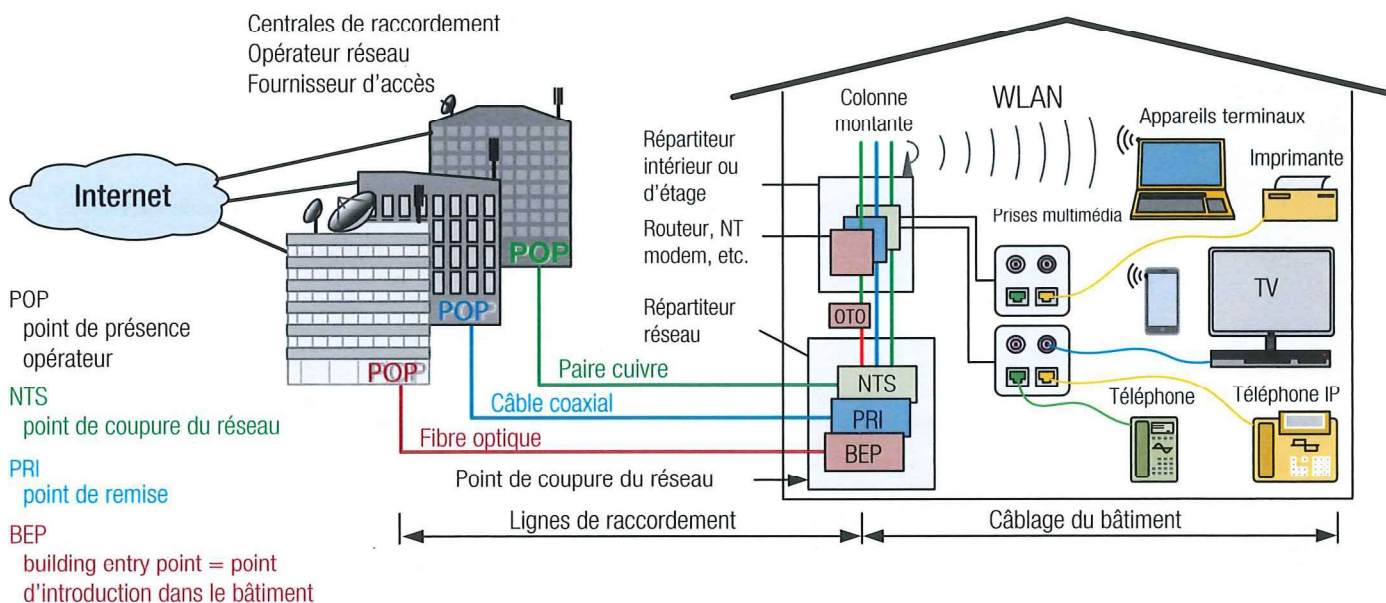 Centrales de raccordement
Opérateur réseau
Fournisseur d'accès
Internet
POP
POP
POP
POP
point de présence
opérateur
NTS
point de coupure du réseau
PRI
point de remise
BEP
building entry point = point
d'introduction dans le bâtiment
Paire cuivre
Câble coaxial
Fibre optique
Colonne
montante
WLAN
Répartiteur
intérieur ou
d'étage
Routeur, NT
modem, etc.
Répartiteur
réseau
OTO
NTS
PRI
BEP
Point de coupure du réseau
Appareils terminaux
Imprimante
Prises multimédia
TV
Téléphone
Téléphone IP
Lignes de raccordement
Câblage du bâtiment